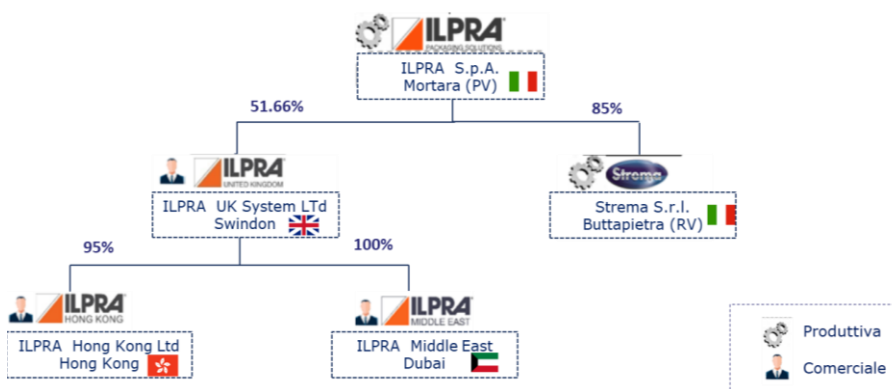 ILPRA
PACKAGING SOLUTIONS
ILPRA S.p.A.
Mortara (PV)
51.66%
85%
ILPRA
UNITED KINGDOM
Strema
ILPRA UK System LTd
Swindon
Strema S.r.l.
Buttapietra (RV)
95%
100%
ILPRA
HONG KONG
ILPRA
MIDDLE EAST
ILPRA Hong Kong Ltd
Hong Kong
ILPRA Middle East
Dubai
Produttiva
Comerciale